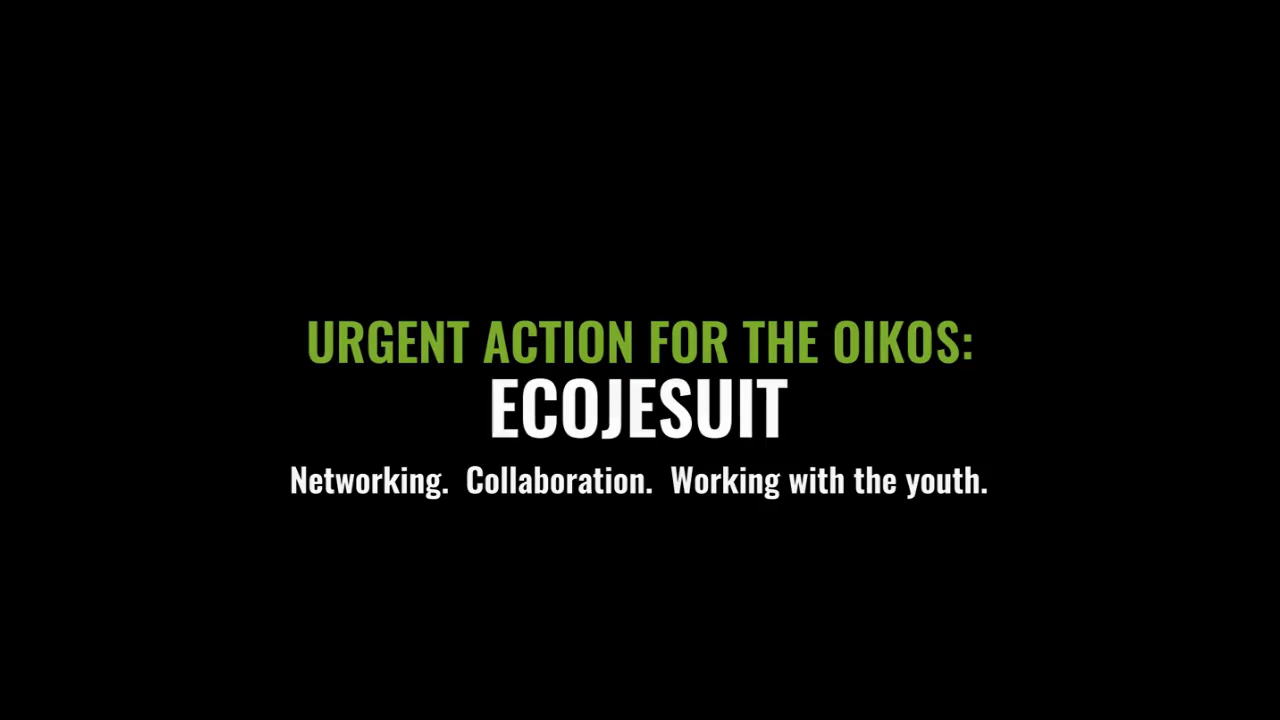 URGENT ACTION FOR THE OIKOS:
ECOJESUIT
Networking. Collaboration. Working with the youth.